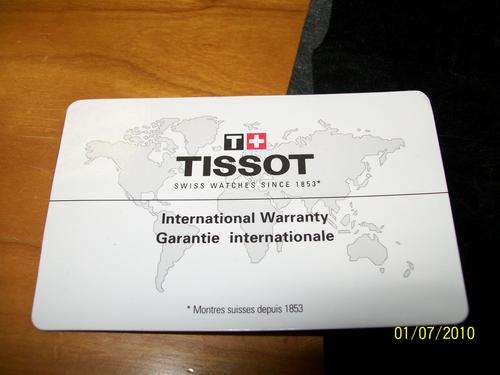 T+
TISSOT
SWISS WATCHES SINCE 1853*
International Warranty
Garantie internationale
* Montres suisses depuis 1853
01/07/2010